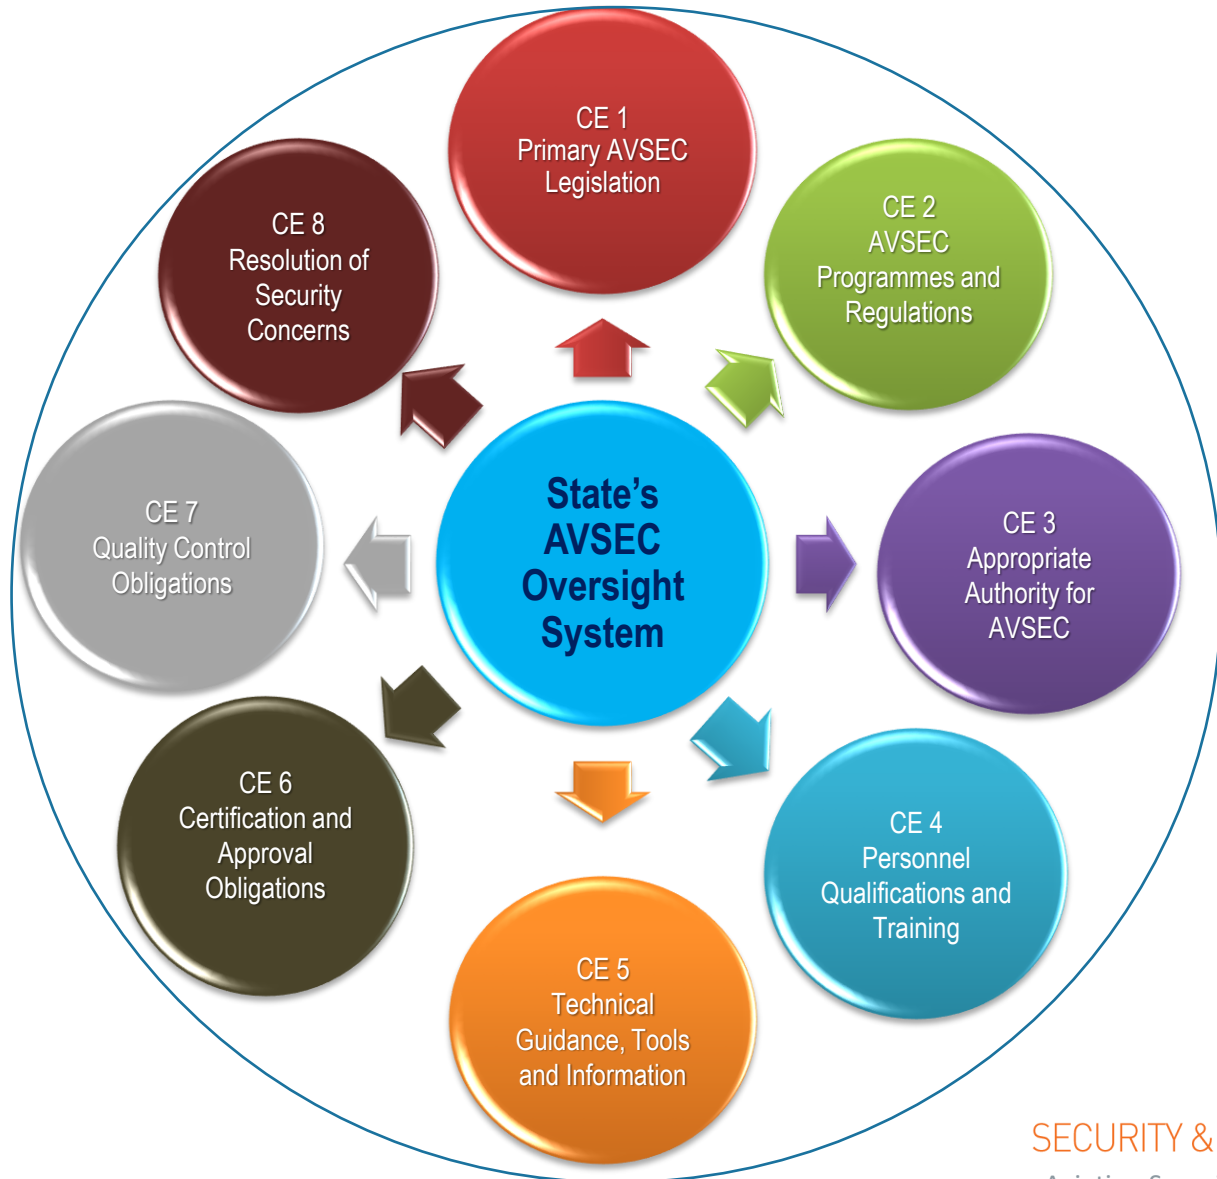 CE 1
Primary AVSEC
Legislation
CE 2
AVSEC
Programmes and
Regulations
CE 3
Appropriate
Authority for
AVSEC
CE 4
Personnel
Qualifications and
Training
CE 5
Technical
Guidance, Tools
and Information
CE 6
Certification and
Approval
Obligations
CE 7
Quality Control
Obligations
CE 8
Resolution of
Security
Concerns
State’s
AVSEC
Oversight
System
SECURITY &